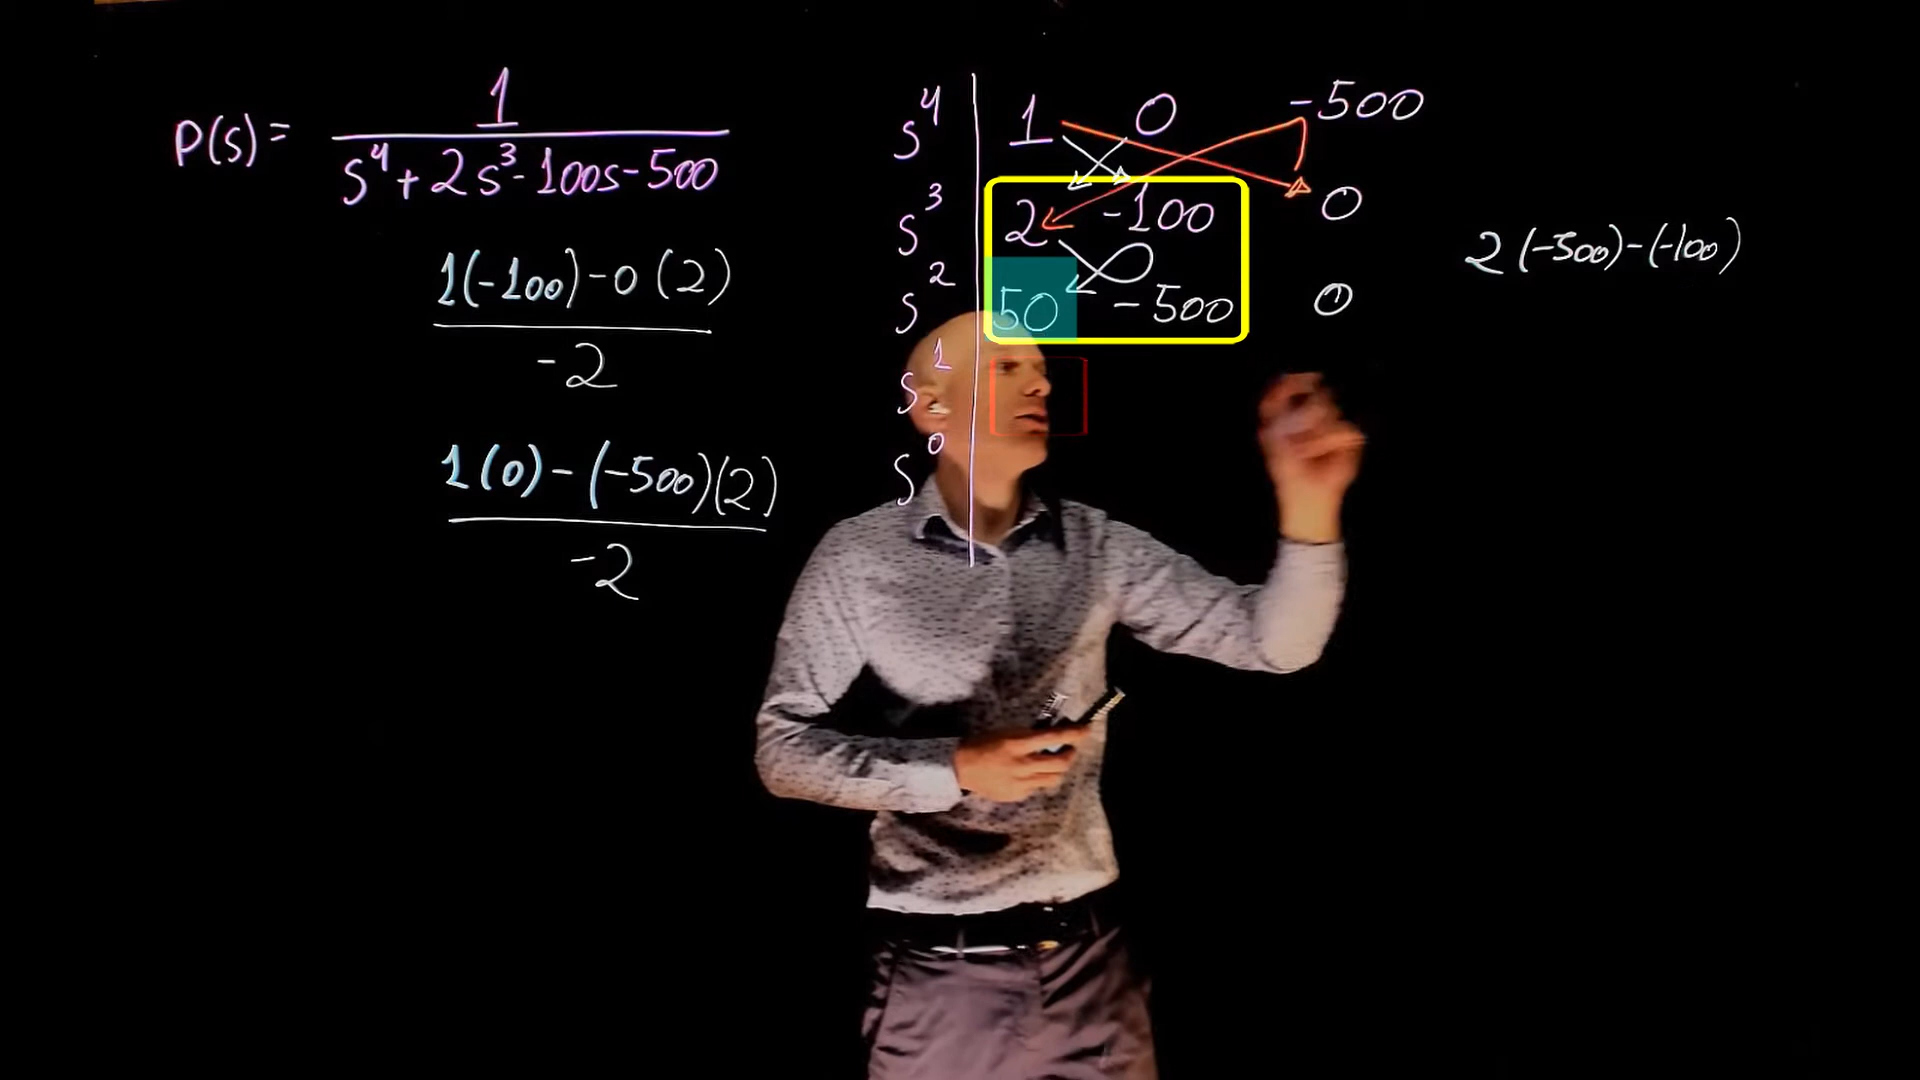 P(s) = 1 / (s⁴ + 2s³ - 100s - 500)
1(-100) - 0 (2)
-2
1(0) - (-500)(2)
-2
s⁴ 1 0 -500
s³ 2 -100 0
s² 50 -500 0
s¹
s⁰
2(-500)-(-100)